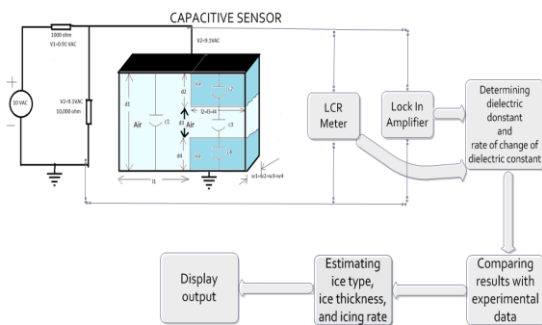 CAPACITIVE SENSOR
1000 ohm
V1=0.91 VAC
V2=9.1VAC
10 VAC
V2=9.1VAC
10,000 ohm
d1
d2
d3
d4
Air
Air
l2=l3=l4
c3
l1
w1=w2=w3=w4
LCR
Meter
Lock In
Amplifier
Determining
dielectric
donstant
and
rate of change of
dielectric constant
Comparing
results with
experimental
data
Estimating
ice type,
ice thickness,
and icing rate
Display
output